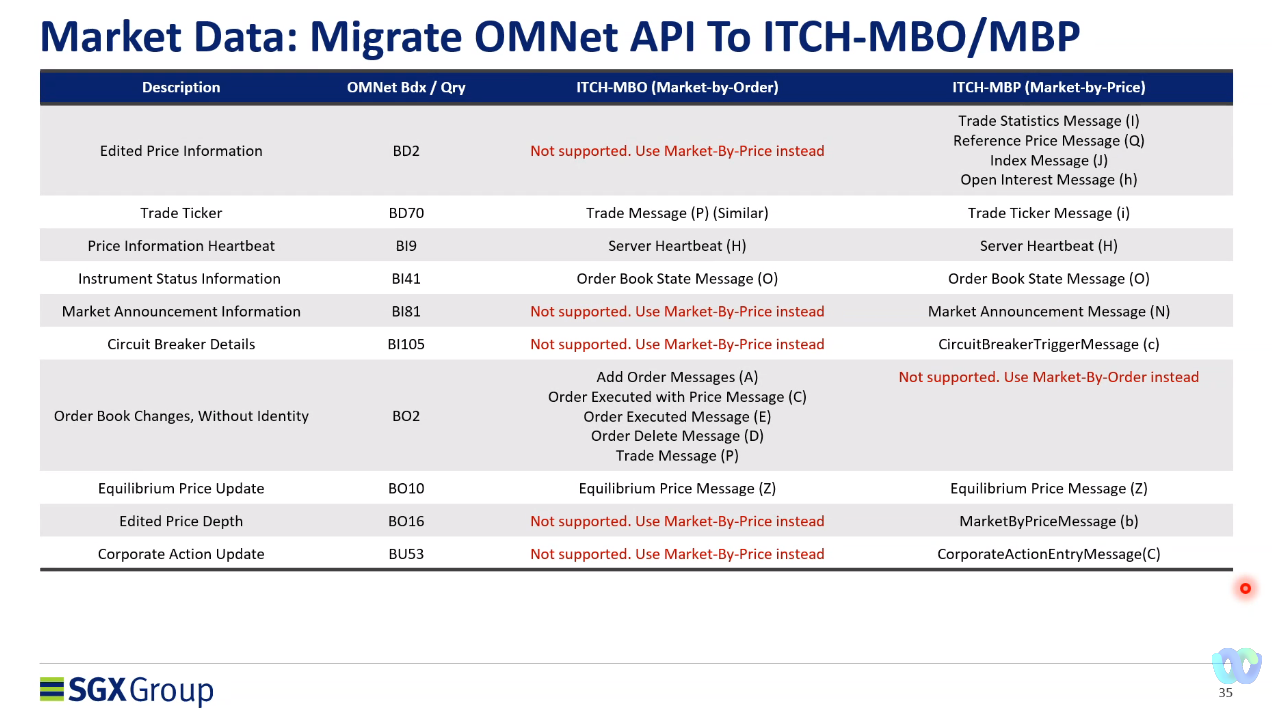 Market Data: Migrate OMNet API To ITCH-MBO/MBP
Description OMNet Bdx / Qry ITCH-MBO (Market-by-Order) ITCH-MBP (Market-by-Price)
Edited Price Information BD2 Not supported. Use Market-By-Price instead
Trade Statistics Message (I)
Reference Price Message (Q)
Index Message (J)
Open Interest Message (h)
Trade Ticker BD70 Trade Message (P) (Similar) Trade Ticker Message (i)
Price Information Heartbeat BI9 Server Heartbeat (H) Server Heartbeat (H)
Instrument Status Information BI41 Order Book State Message (O) Order Book State Message (O)
Market Announcement Information BI81 Not supported. Use Market-By-Price instead Market Announcement Message (N)
Circuit Breaker Details BI105 Not supported. Use Market-By-Price instead CircuitBreakerTriggerMessage (c)
Order Book Changes, Without Identity BO2
Add Order Messages (A)
Order Executed with Price Message (C)
Order Executed Message (E)
Order Delete Message (D)
Trade Message (P)
Not supported. Use Market-By-Order instead
Equilibrium Price Update BO10 Equilibrium Price Message (Z) Equilibrium Price Message (Z)
Edited Price Depth BO16 Not supported. Use Market-By-Price instead MarketByPriceMessage (b)
Corporate Action Update BU53 Not supported. Use Market-By-Price instead CorporateActionEntryMessage(C)
SGXGroup
35